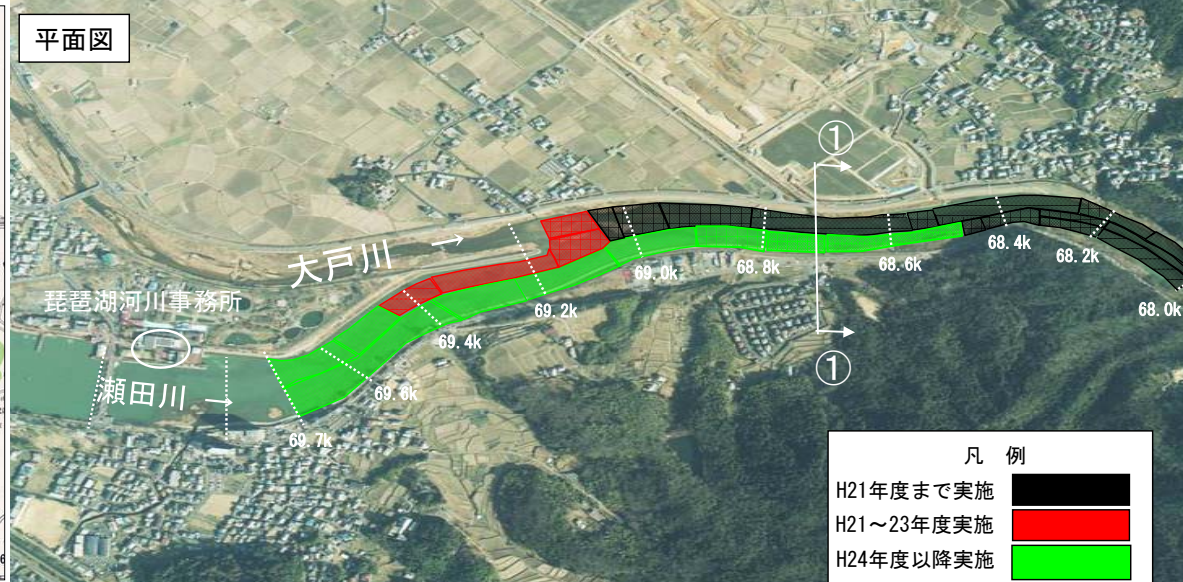 平面図
①
大戸川 →
琵琶湖河川事務所
瀬田川 →
69.7k
69.6k
69.4k
69.2k
69.0k
68.8k
68.6k
68.4k
68.2k
68.0k
①
凡 例
H21年度まで実施
H21～23年度実施
H24年度以降実施